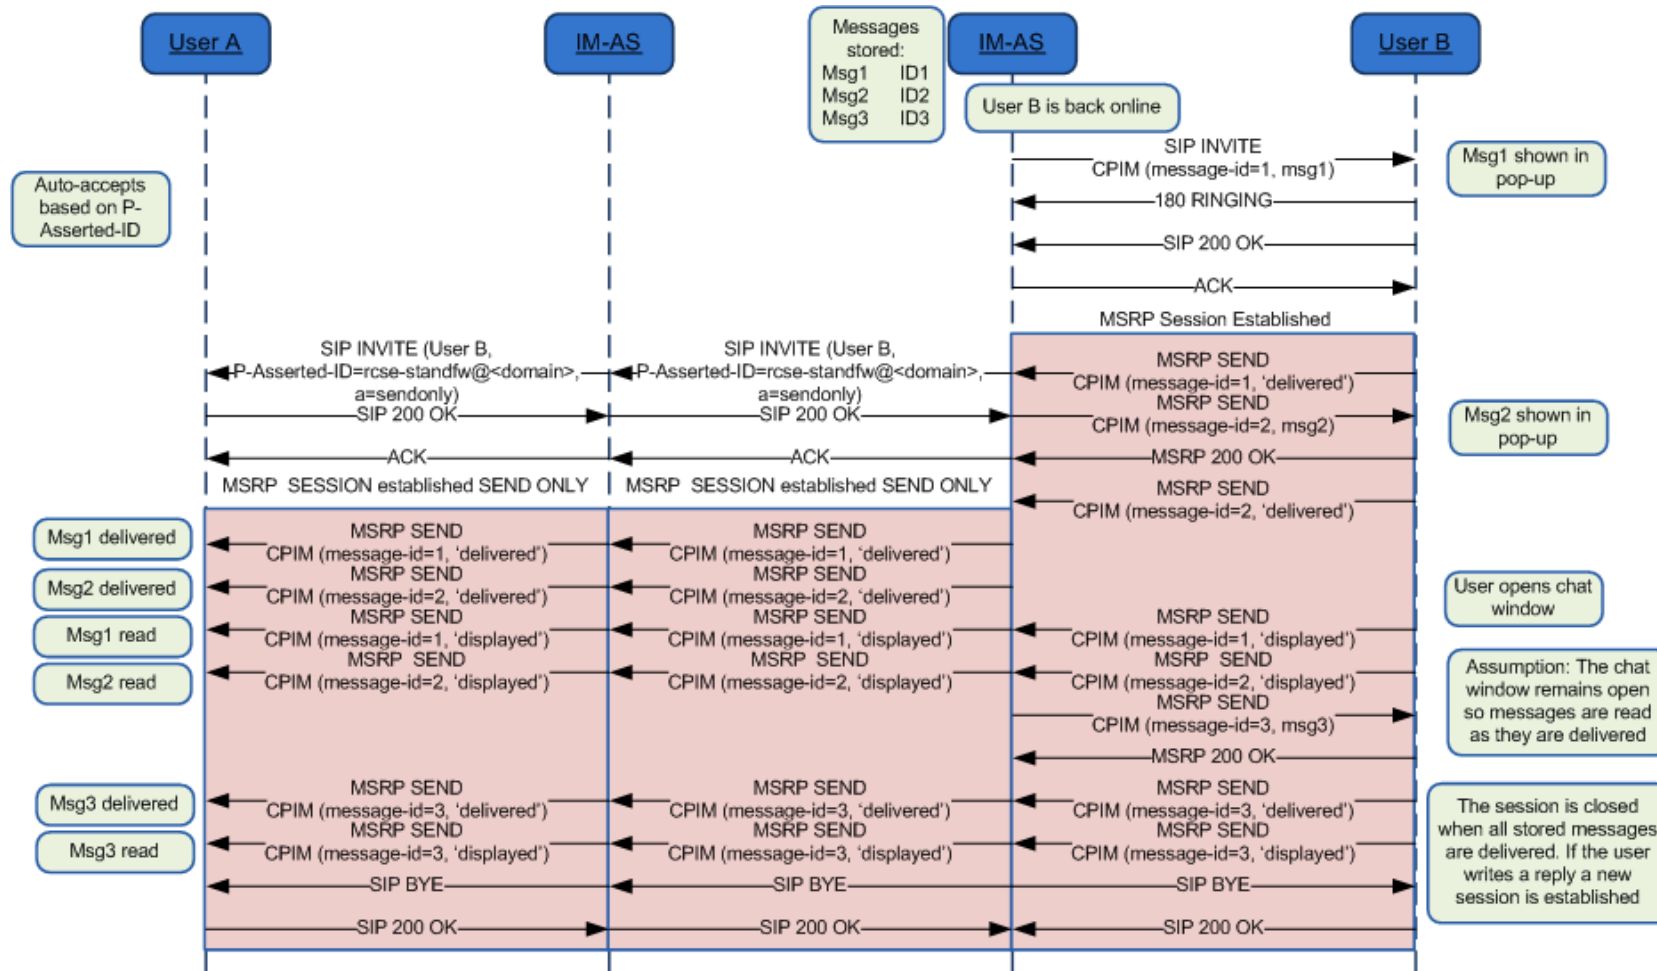 User A
IM-AS
Messages
stored:
Msg1 ID1
Msg2 ID2
Msg3 ID3
IM-AS
User B
User B is back online
SIP INVITE
CPIM (message-id=1, msg1)
Msg1 shown in
pop-up
Auto-accepts
based on P-
Asserted-ID
180 RINGING
SIP 200 OK
ACK
MSRP Session Established
SIP INVITE (User B,
P-Asserted-ID=rcse-standfw@<domain>,
a=sendonly)
SIP INVITE (User B,
P-Asserted-ID=rcse-standfw@<domain>,
a=sendonly)
MSRP SEND
CPIM (message-id=1, ‘delivered’)
SIP 200 OK
SIP 200 OK
MSRP SEND
CPIM (message-id=2, msg2)
Msg2 shown in
pop-up
ACK
ACK
MSRP 200 OK
MSRP SESSION established SEND ONLY
MSRP SESSION established SEND ONLY
MSRP SEND
CPIM (message-id=2, ‘delivered’)
Msg1 delivered
MSRP SEND
CPIM (message-id=1, ‘delivered’)
MSRP SEND
CPIM (message-id=1, ‘delivered’)
Msg2 delivered
MSRP SEND
CPIM (message-id=2, ‘delivered’)
MSRP SEND
CPIM (message-id=2, ‘delivered’)
User opens chat
window
Msg1 read
MSRP SEND
CPIM (message-id=1, ‘displayed’)
MSRP SEND
CPIM (message-id=1, ‘displayed’)
MSRP SEND
CPIM (message-id=1, ‘displayed’)
Msg2 read
MSRP SEND
CPIM (message-id=2, ‘displayed’)
MSRP SEND
CPIM (message-id=2, ‘displayed’)
MSRP SEND
CPIM (message-id=2, ‘displayed’)
Assumption: The chat
window remains open
so messages are read
as they are delivered
MSRP SEND
CPIM (message-id=3, msg3)
MSRP 200 OK
Msg3 delivered
MSRP SEND
CPIM (message-id=3, ‘delivered’)
MSRP SEND
CPIM (message-id=3, ‘delivered’)
MSRP SEND
CPIM (message-id=3, ‘delivered’)
Msg3 read
MSRP SEND
CPIM (message-id=3, ‘displayed’)
MSRP SEND
CPIM (message-id=3, ‘displayed’)
MSRP SEND
CPIM (message-id=3, ‘displayed’)
The session is closed
when all stored messages
are delivered. If the user
writes a reply a new
session is established
SIP BYE
SIP BYE
SIP BYE
SIP 200 OK
SIP 200 OK
SIP 200 OK